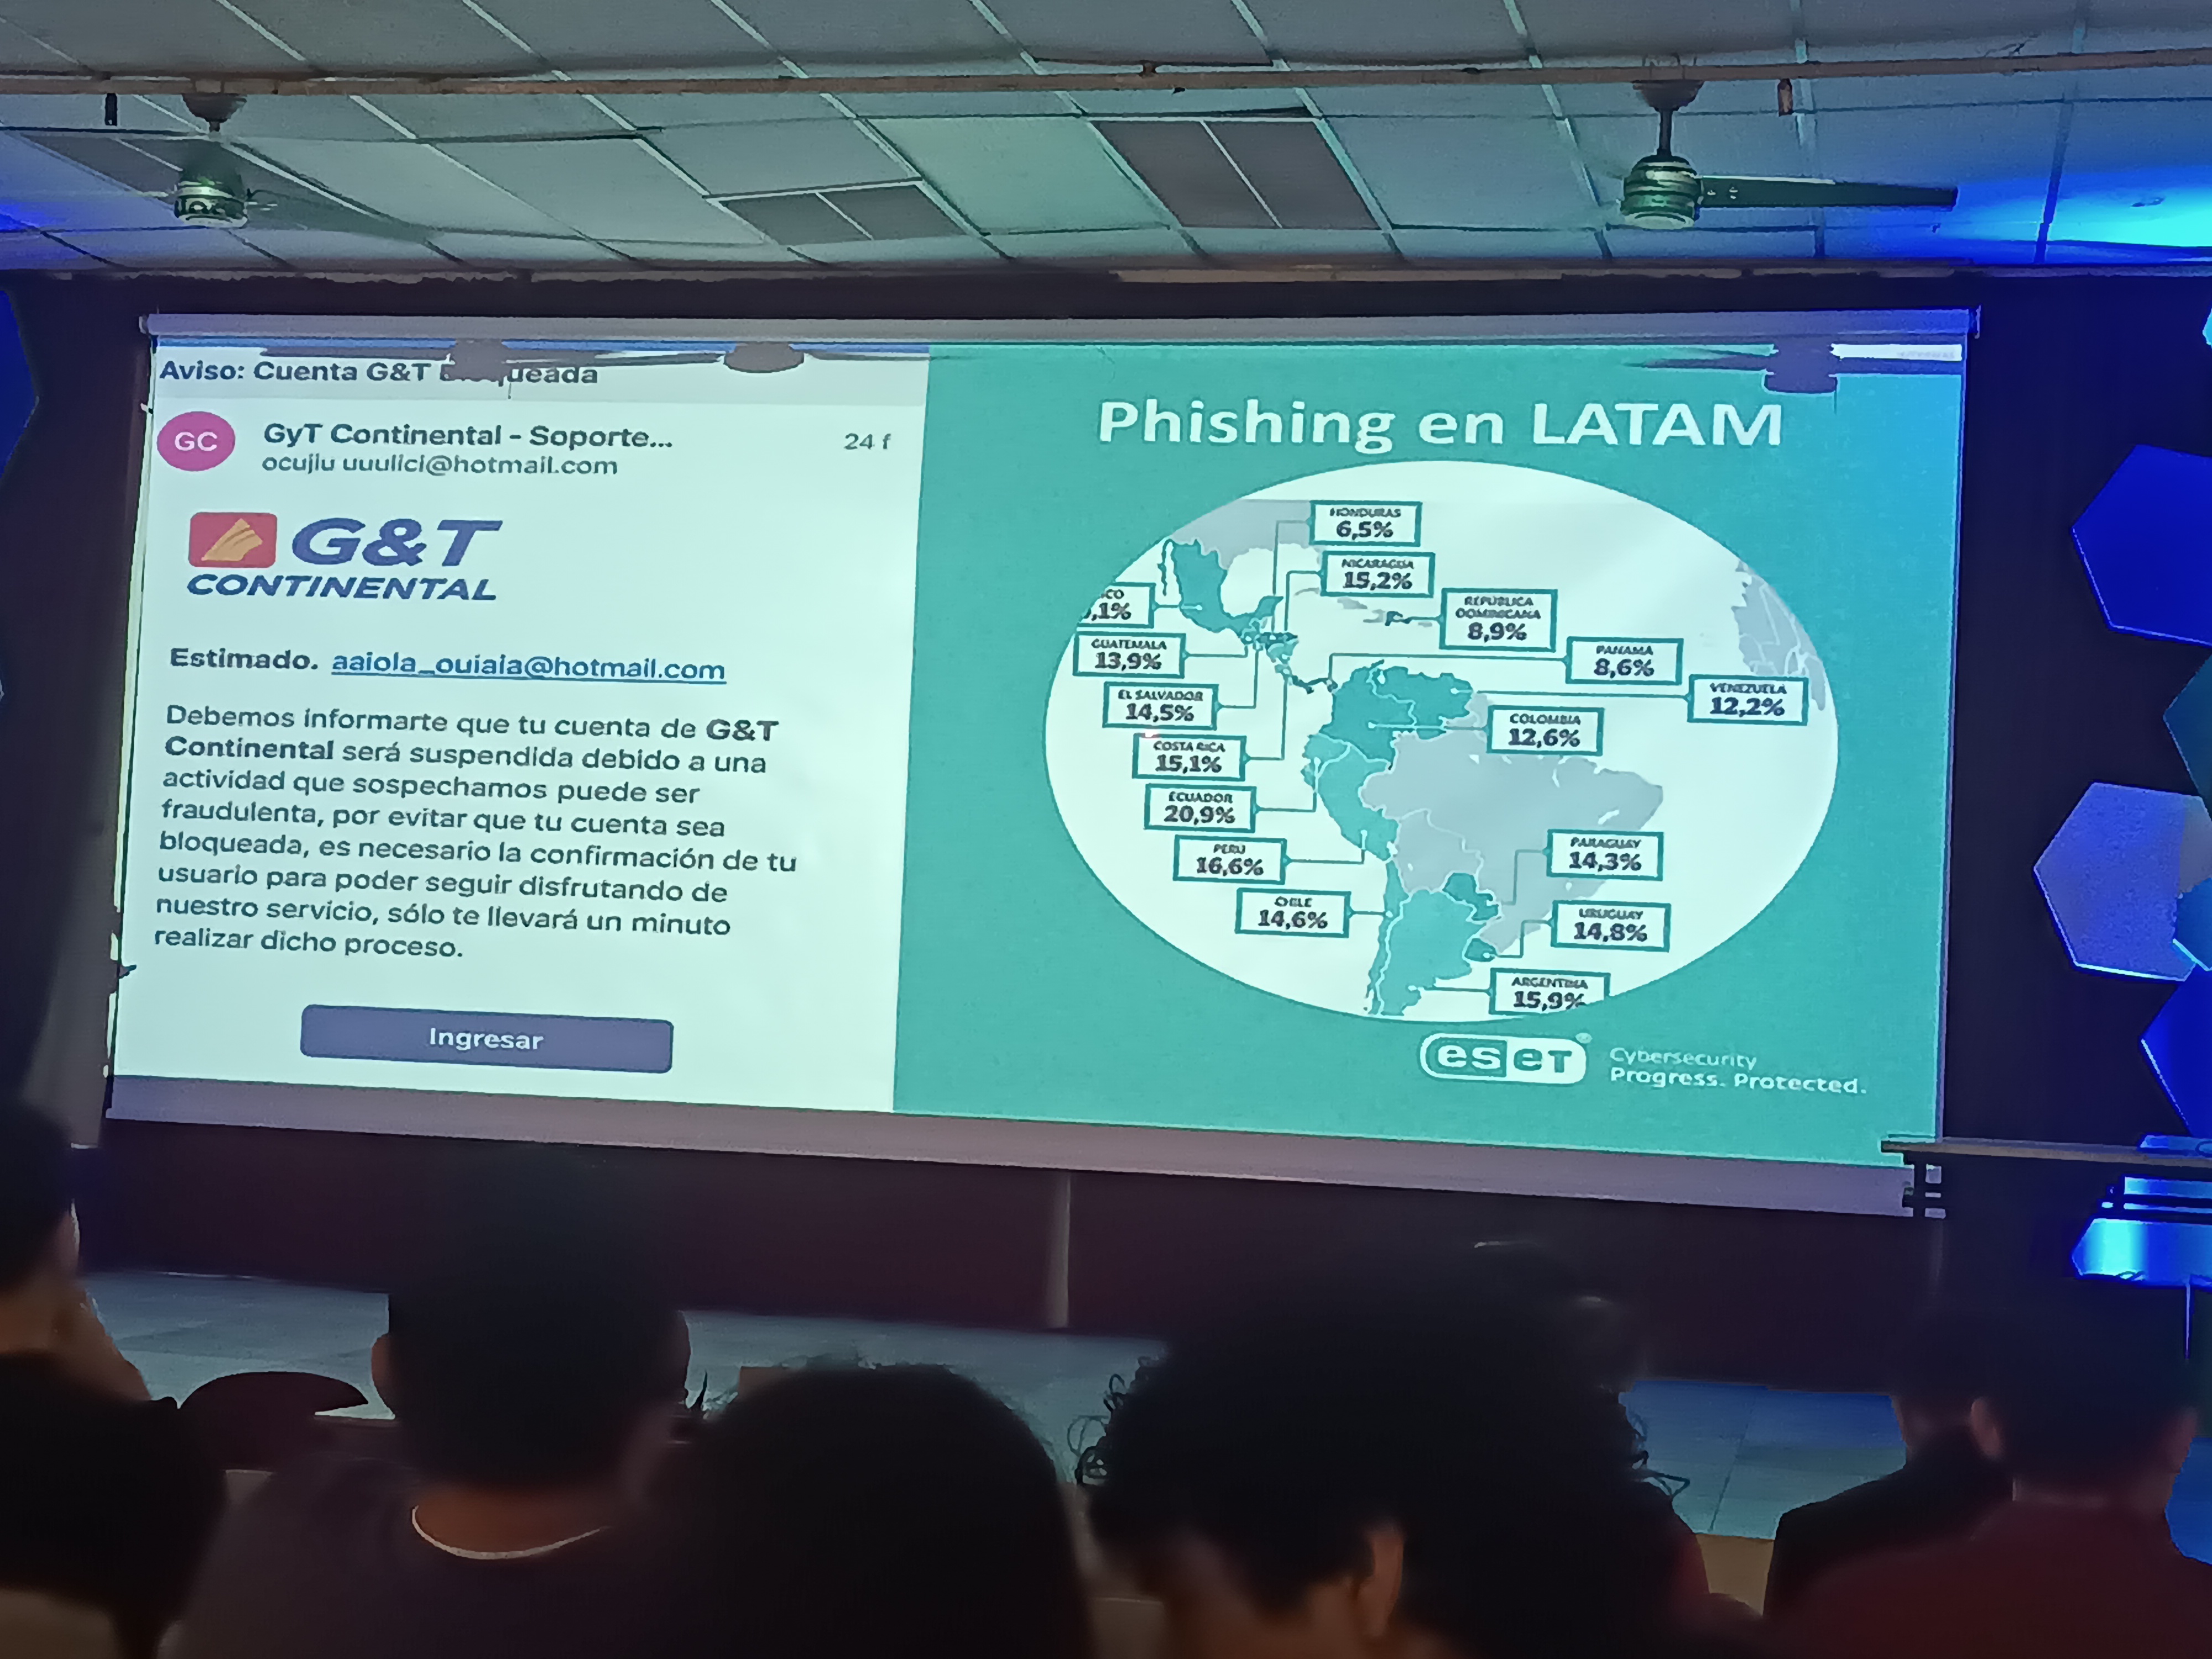 Aviso: Cuenta G&T
GC
GyT Continental - Soporte...
24 f
ocujlu uuulici@hotmail.com
G&T
CONTINENTAL
Estimado. aaiola_ouiaia@hotmail.com
Debemos informarte que tu cuenta de G&T
Continental será suspendida debido a una
actividad que sospechamos puede ser
fraudulenta, por evitar que tu cuenta sea
bloqueada, es necesario la confirmación de tu
usuario para poder seguir disfrutando de
nuestro servicio, sólo te llevará un minuto
realizar dicho proceso.
Ingresar
Phishing en LATAM
HONDURAS
6,5%
NICARAGUA
15,2%
REPÚBLICA
DOMINICANA
8,9%
CO
,1%
GUATEMALA
13,9%
PANAMA
8,6%
EL SALVADOR
14,5%
VENEZUELA
12,2%
COLOMBIA
12,6%
COSTA RICA
15,1%
ECUADOR
20,9%
PERU
16,6%
PARAGUAY
14,3%
CHILE
14,6%
URUGUAY
14,8%
ARGENTINA
15,9%
eset®
Cybersecurity
Progress. Protected.